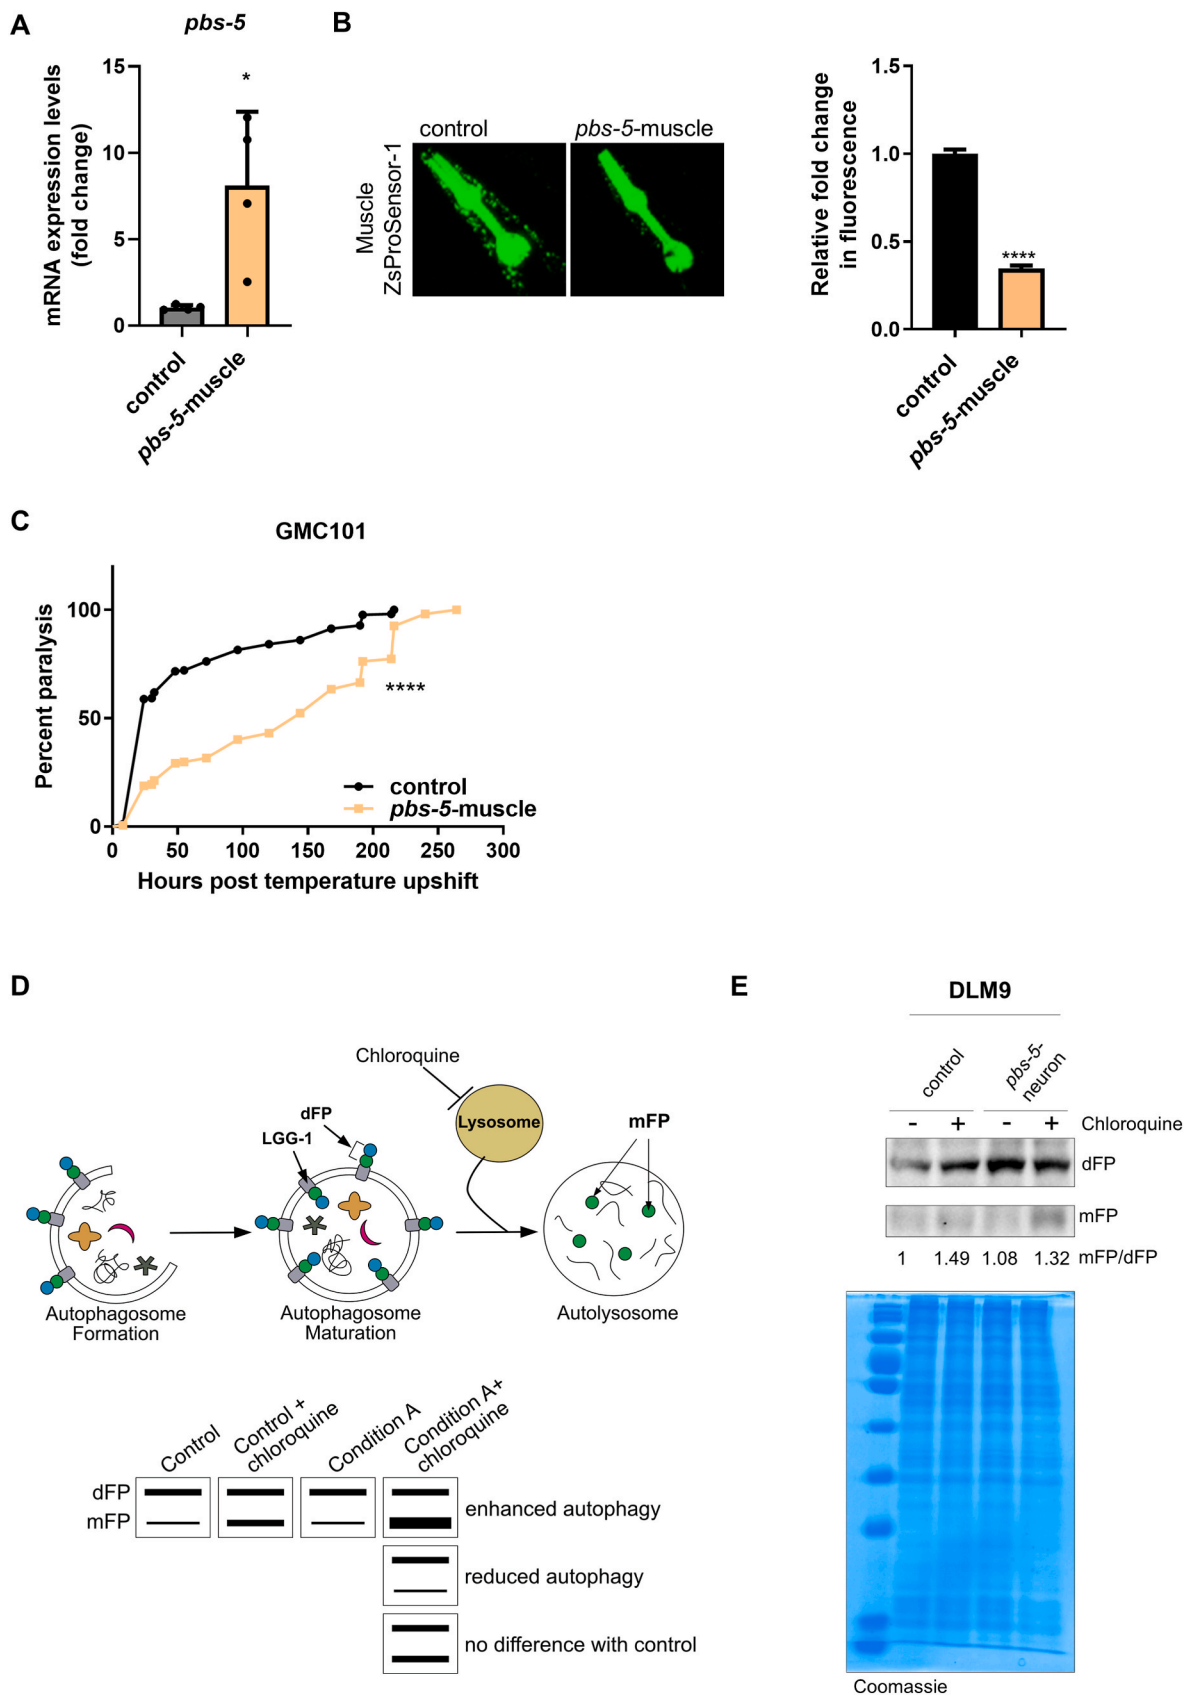 A
pbs-5
mRNA expression levels
(fold change)
15
10
5
0
*
control
pbs-5-muscle
B
control
pbs-5-muscle
Muscle
ZsProSensor-1
Relative fold change
in fluorescence
1.5
1.0
0.5
0.0
****
control
pbs-5-muscle
C
GMC101
Percent paralysis
100
50
0
****
control
pbs-5-muscle
0 50 100 150 200 250 300
Hours post temperature upshift
D
Chloroquine
dFP
LGG-1
Lysosome
mFP
Autophagosome
Formation
Autophagosome
Maturation
Autolysosome
Control
Control +
chloroquine
Condition A
Condition A+
chloroquine
dFP
mFP
enhanced autophagy
reduced autophagy
no difference with control
E
DLM9
control
pbs-5-
neuron
- + - + Chloroquine
dFP
mFP
1 1.49 1.08 1.32 mFP/dFP
Coomassie